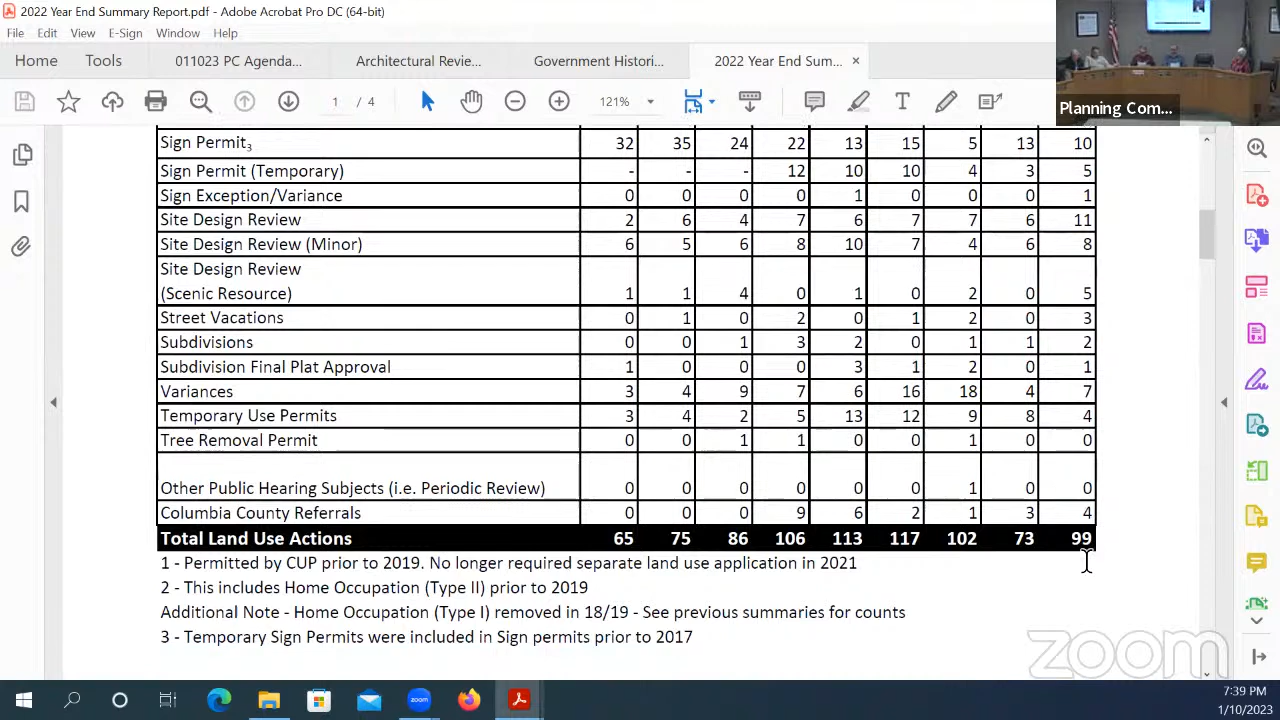 2022 Year End Summary Report.pdf - Adobe Acrobat Pro DC (64-bit)
File Edit View E-Sign Window Help
Home Tools 011023 PC Agenda... Architectural Revie... Government Histori... 2022 Year End Sum... ×
1 / 4 121%
Planning Com...
Sign Permit3 32 35 24 22 13 15 5 13 10
Sign Permit (Temporary) - - - 12 10 10 4 3 5
Sign Exception/Variance 0 0 0 0 1 0 0 0 1
Site Design Review 2 6 4 7 6 7 7 6 11
Site Design Review (Minor) 6 5 6 8 10 7 4 6 8
Site Design Review
(Scenic Resource) 1 1 4 0 1 0 2 0 5
Street Vacations 0 1 0 2 0 1 2 0 3
Subdivisions 0 0 1 3 2 0 1 1 2
Subdivision Final Plat Approval 1 0 0 0 3 1 2 0 1
Variances 3 4 9 7 6 16 18 4 7
Temporary Use Permits 3 4 2 5 13 12 9 8 4
Tree Removal Permit 0 0 1 1 0 0 1 0 0
Other Public Hearing Subjects (i.e. Periodic Review) 0 0 0 0 0 0 1 0 0
Columbia County Referrals 0 0 0 9 6 2 1 3 4
Total Land Use Actions 65 75 86 106 113 117 102 73 99
1 - Permitted by CUP prior to 2019. No longer required separate land use application in 2021
2 - This includes Home Occupation (Type II) prior to 2019
Additional Note - Home Occupation (Type I) removed in 18/19 - See previous summaries for counts
3 - Temporary Sign Permits were included in Sign permits prior to 2017
zoom
zoom
7:39 PM
1/10/2023